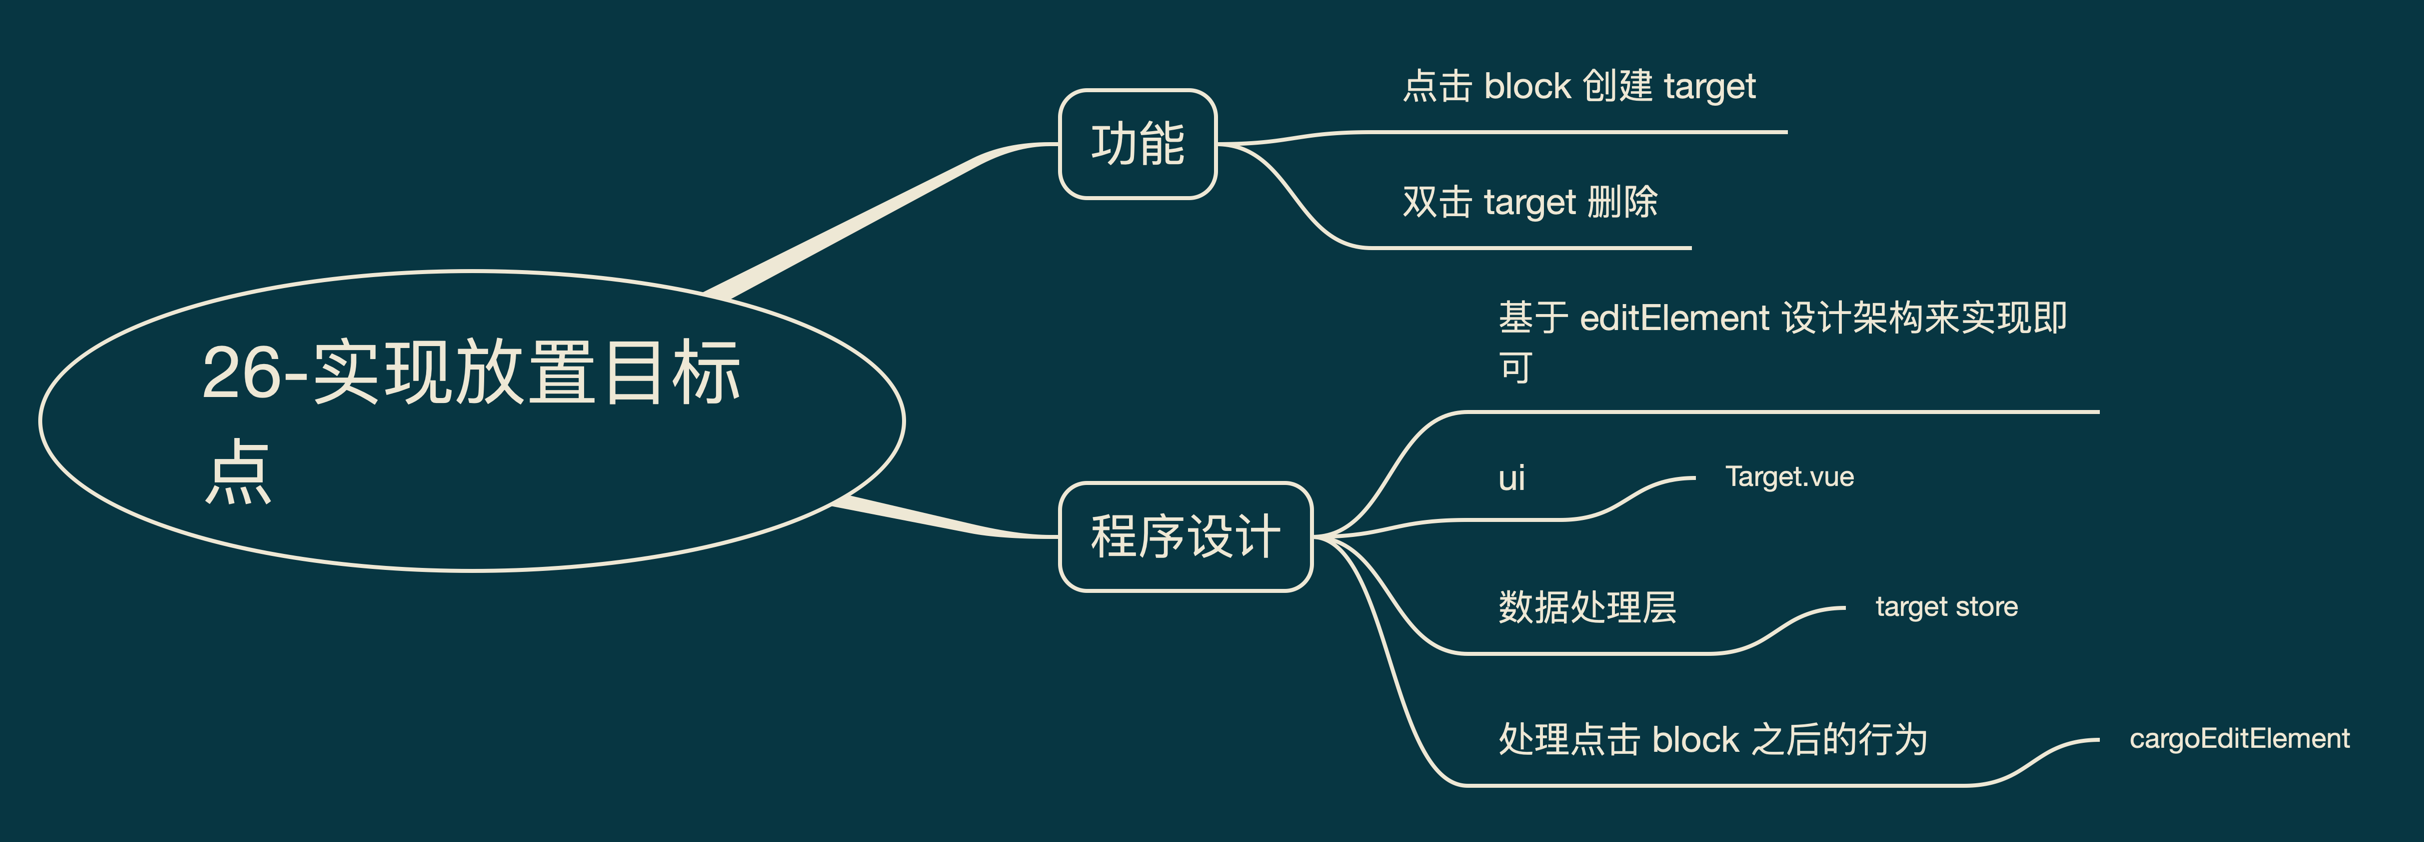 26-实现放置目标
点
功能
点击 block 创建 target
双击 target 删除
程序设计
基于 editElement 设计架构来实现即
可
ui
Target.vue
数据处理层
target store
处理点击 block 之后的行为
cargoEditElement